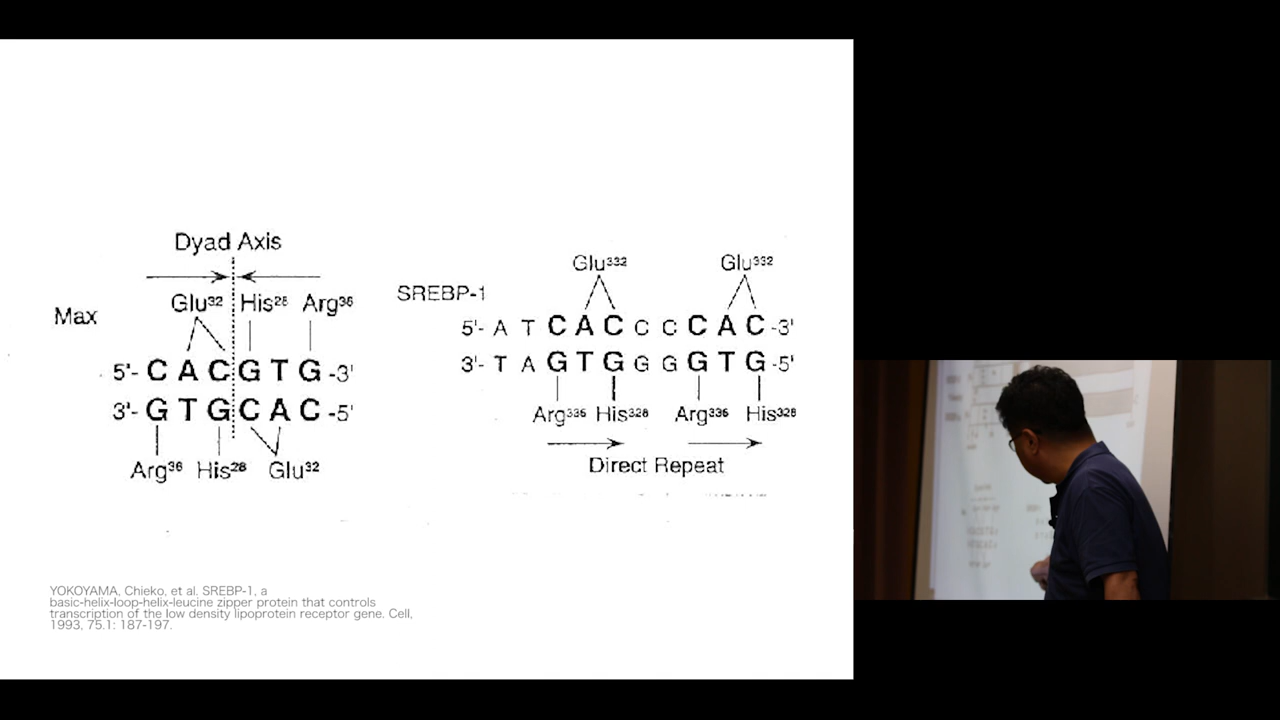 Dyad Axis
Max
Glu³² His²⁸ Arg³⁶
5'- C A C G T G -3'
3'- G T G C A C -5'
Arg³⁶ His²⁸ Glu³²
SREBP-1
Glu³³² Glu³³²
5'- A T C A C C C C A C -3'
3'- T A G T G G G G T G -5'
Arg³³⁶ His³²⁸ Arg³³⁶ His³²⁸
Direct Repeat
YOKOYAMA, Chieko, et al. SREBP-1, a
basic-helix-loop-helix-leucine zipper protein that controls
transcription of the low density lipoprotein receptor gene. Cell,
1993, 75.1: 187-197.